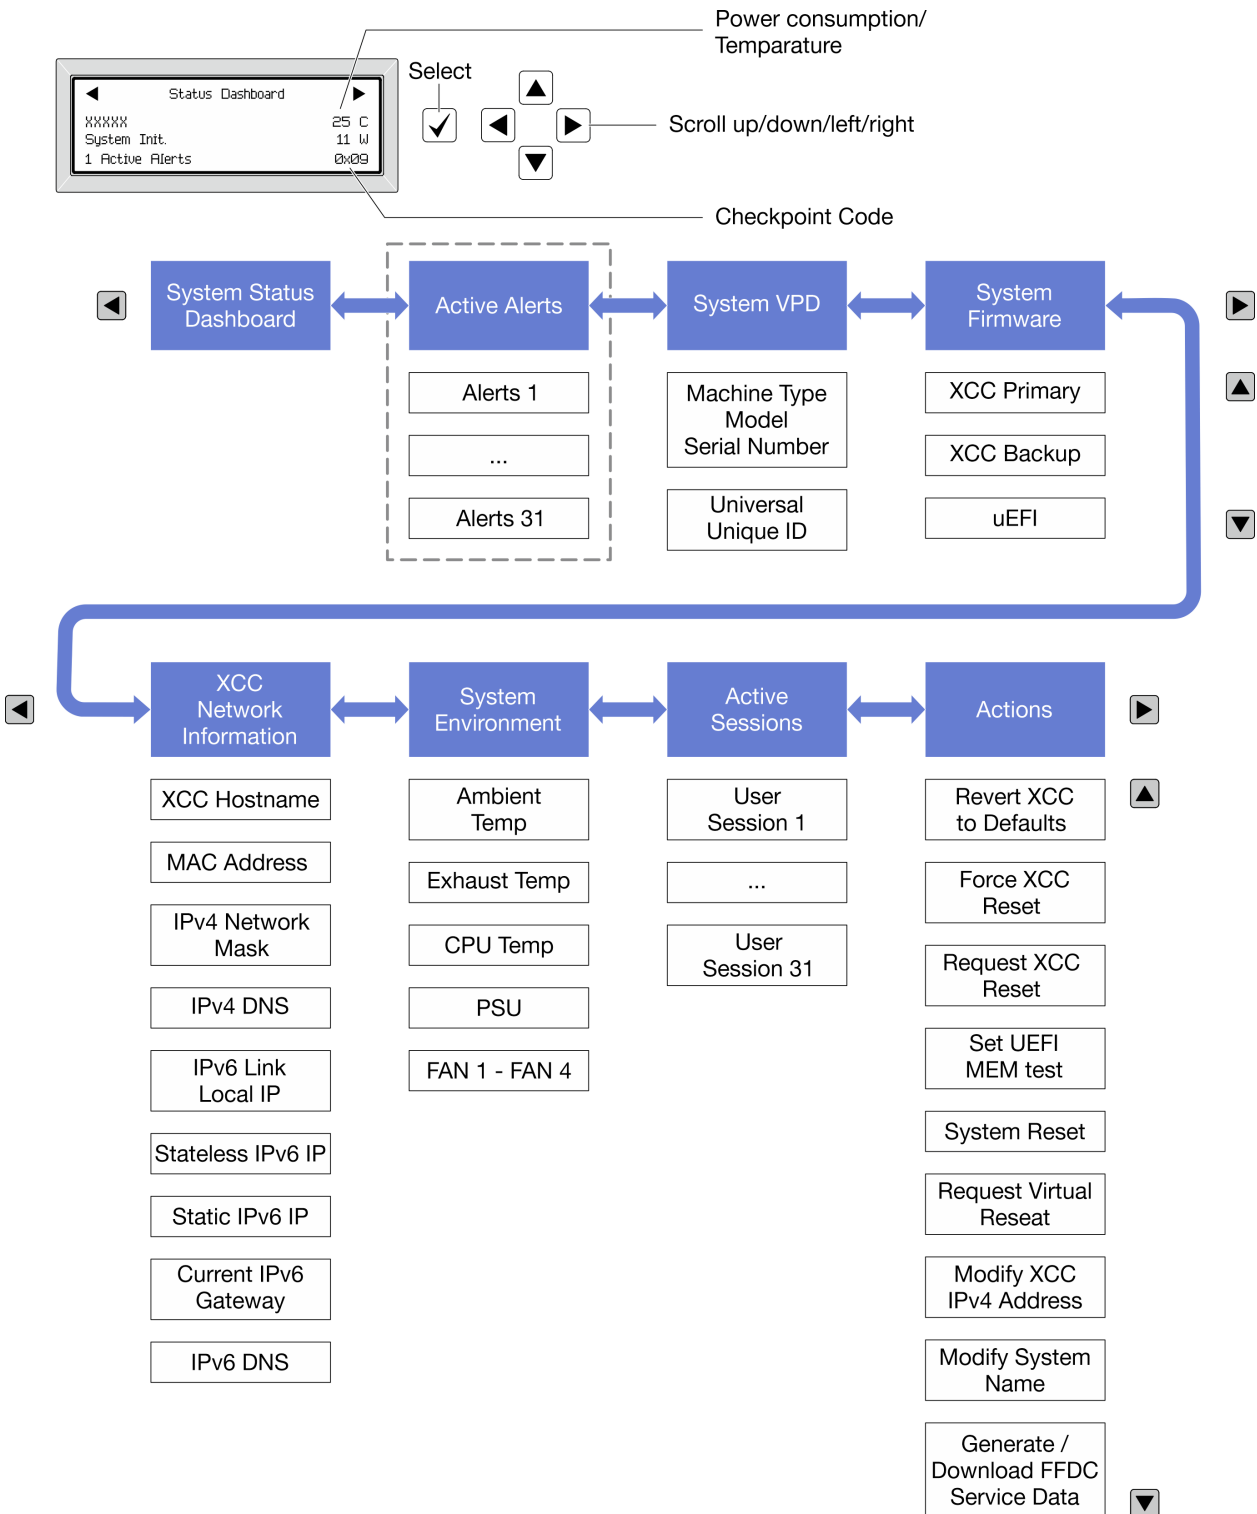 Power consumption/
Temparature
Select
Status Dashboard
XXXXX 25 C
System Init. 11 W
1 Active Alerts 0x09
Scroll up/down/left/right
Checkpoint Code
System Status
Dashboard
Active Alerts
Alerts 1
...
Alerts 31
System VPD
Machine Type
Model
Serial Number
Universal
Unique ID
System
Firmware
XCC Primary
XCC Backup
uEFI
XCC
Network
Information
XCC Hostname
MAC Address
IPv4 Network
Mask
IPv4 DNS
IPv6 Link
Local IP
Stateless IPv6 IP
Static IPv6 IP
Current IPv6
Gateway
IPv6 DNS
System
Environment
Ambient
Temp
Exhaust Temp
CPU Temp
PSU
FAN 1 - FAN 4
Active
Sessions
User
Session 1
...
User
Session 31
Actions
Revert XCC
to Defaults
Force XCC
Reset
Request XCC
Reset
Set UEFI
MEM test
System Reset
Request Virtual
Reseat
Modify XCC
IPv4 Address
Modify System
Name
Generate /
Download FFDC
Service Data